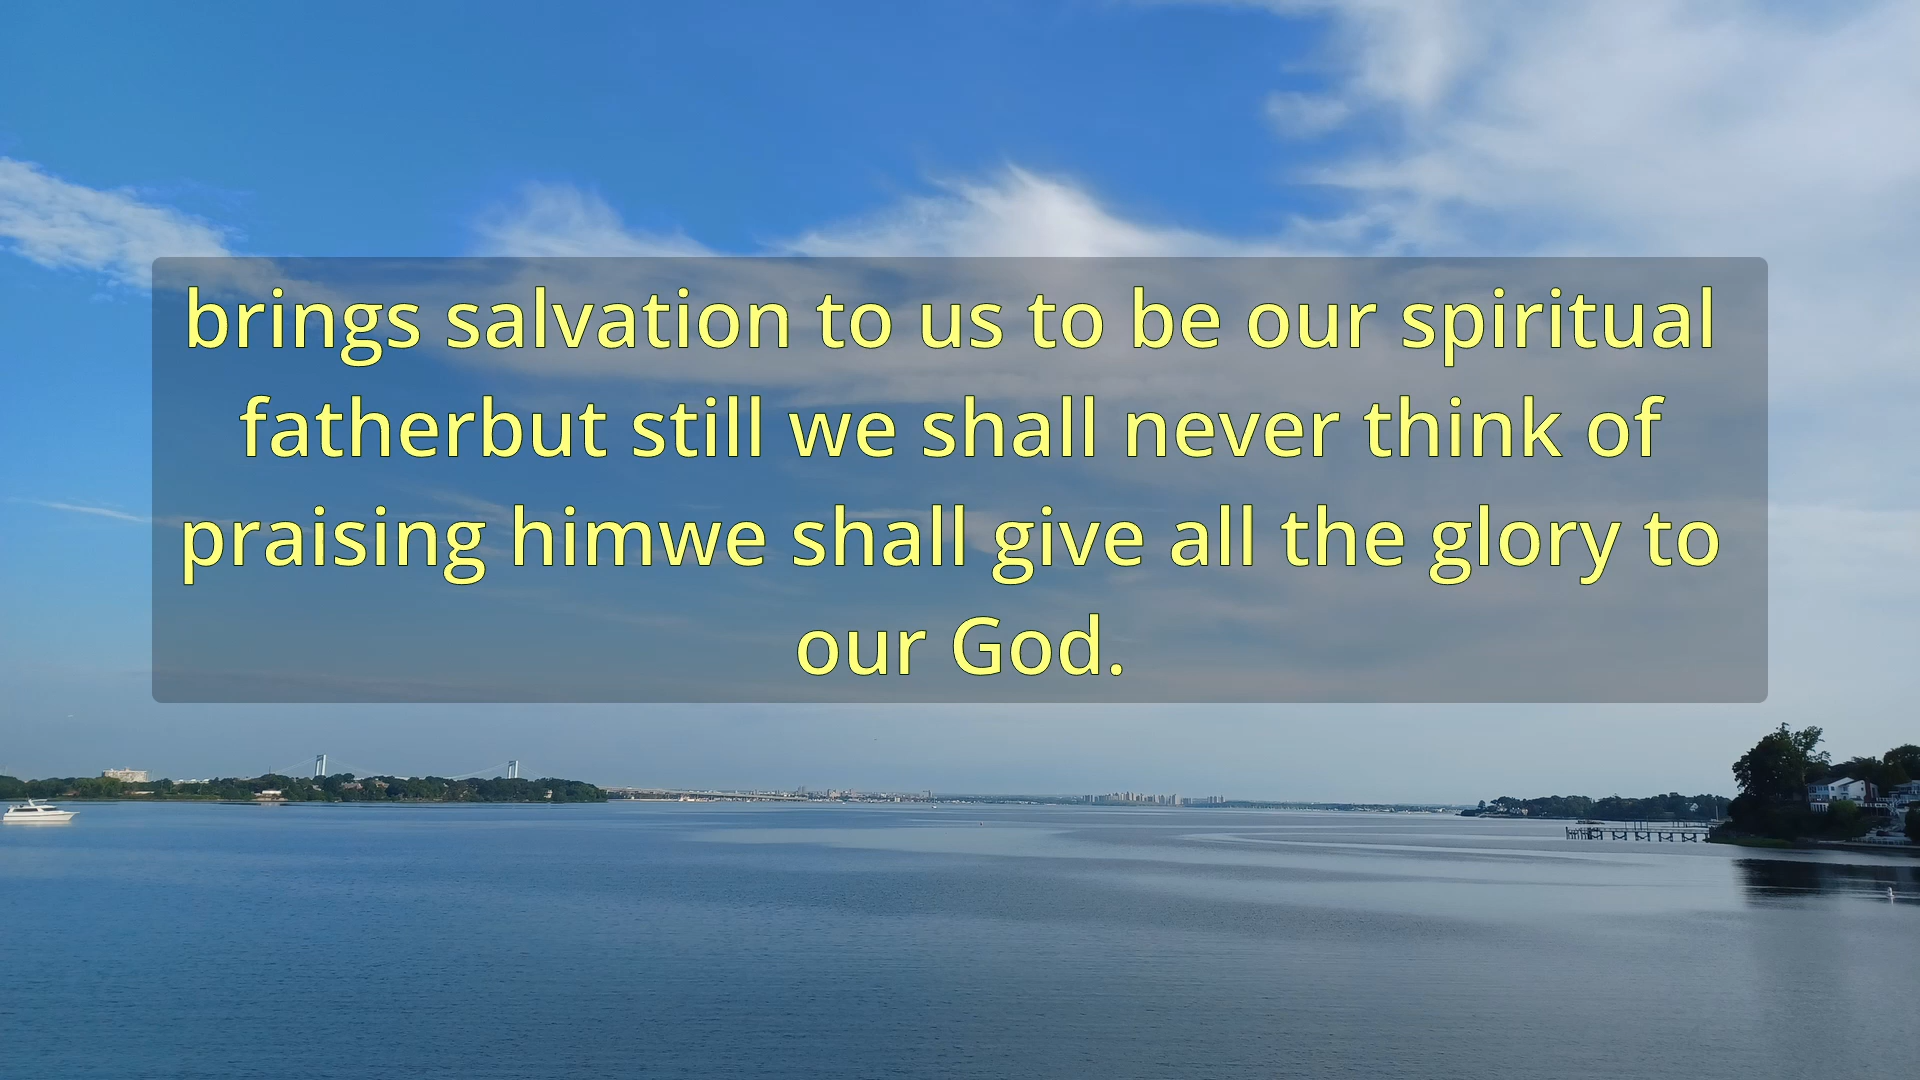 brings salvation to us to be our spiritual
fatherbut still we shall never think of
praising himwe shall give all the glory to
our God.